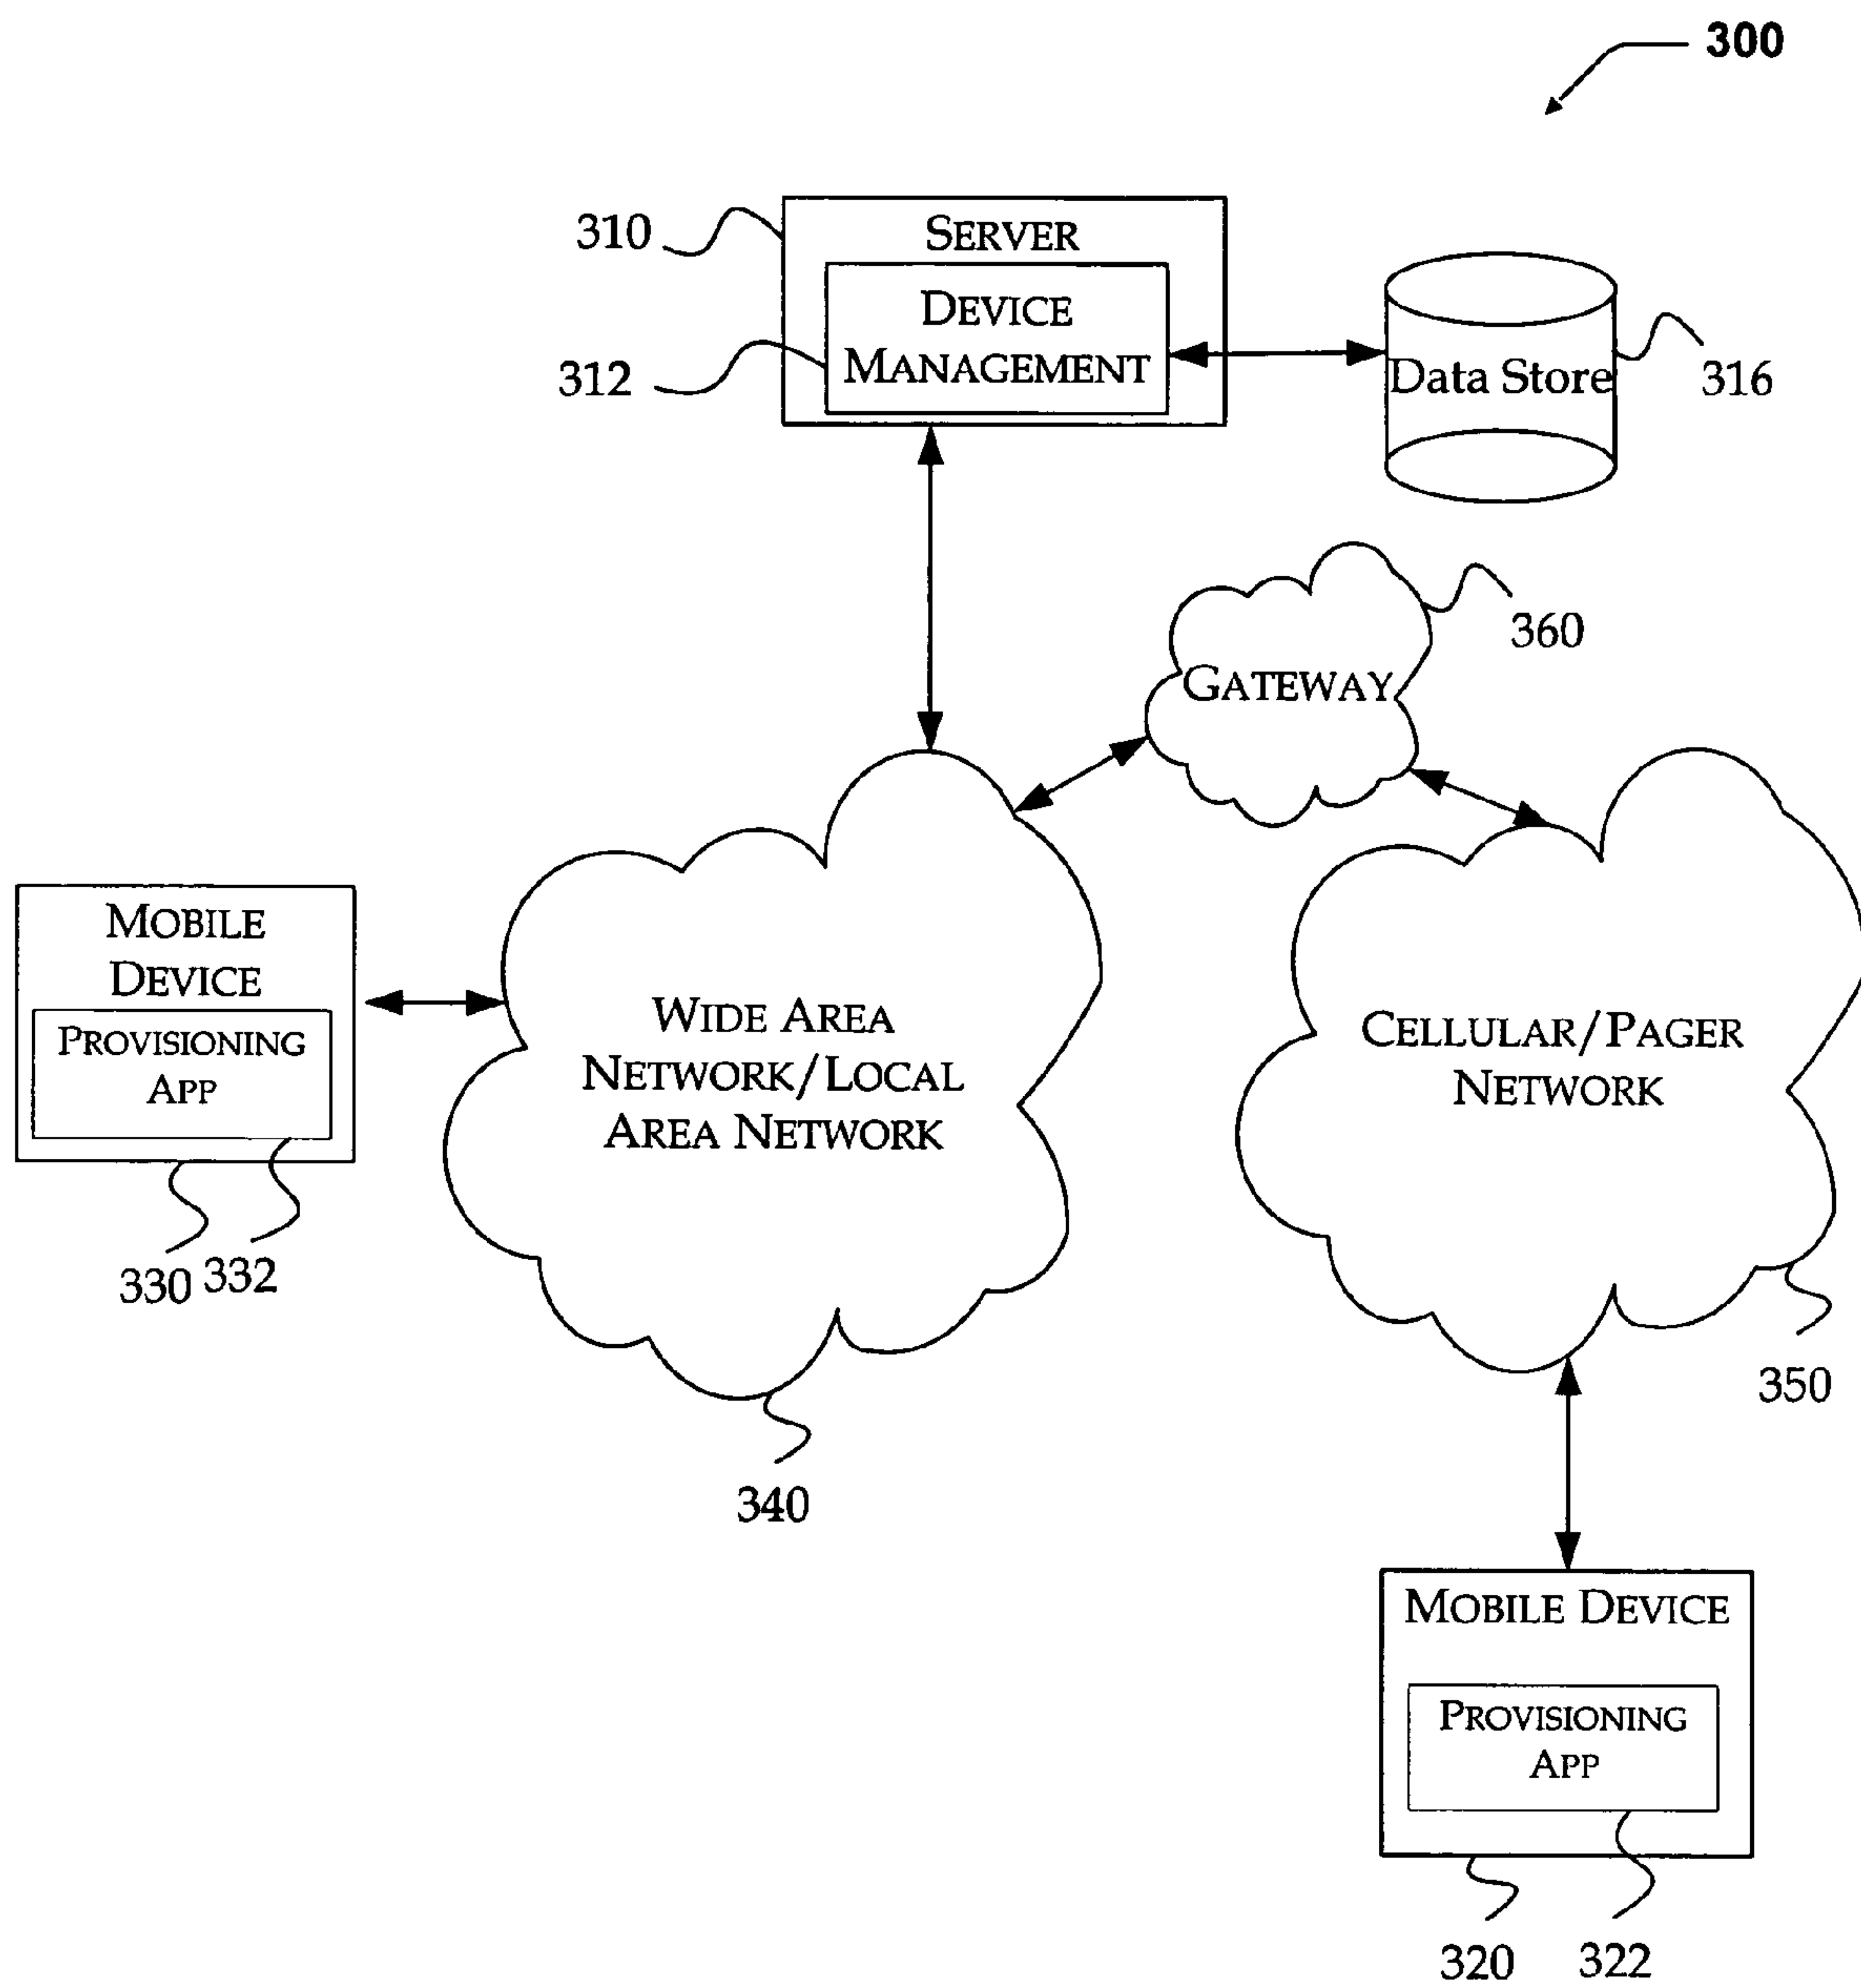 300
310
SERVER
DEVICE
MANAGEMENT
312
Data Store
316
360
GATEWAY
MOBILE
DEVICE
PROVISIONING
APP
330
332
WIDE AREA
NETWORK/LOCAL
AREA NETWORK
340
CELLULAR/PAGER
NETWORK
350
MOBILE DEVICE
PROVISIONING
APP
320
322